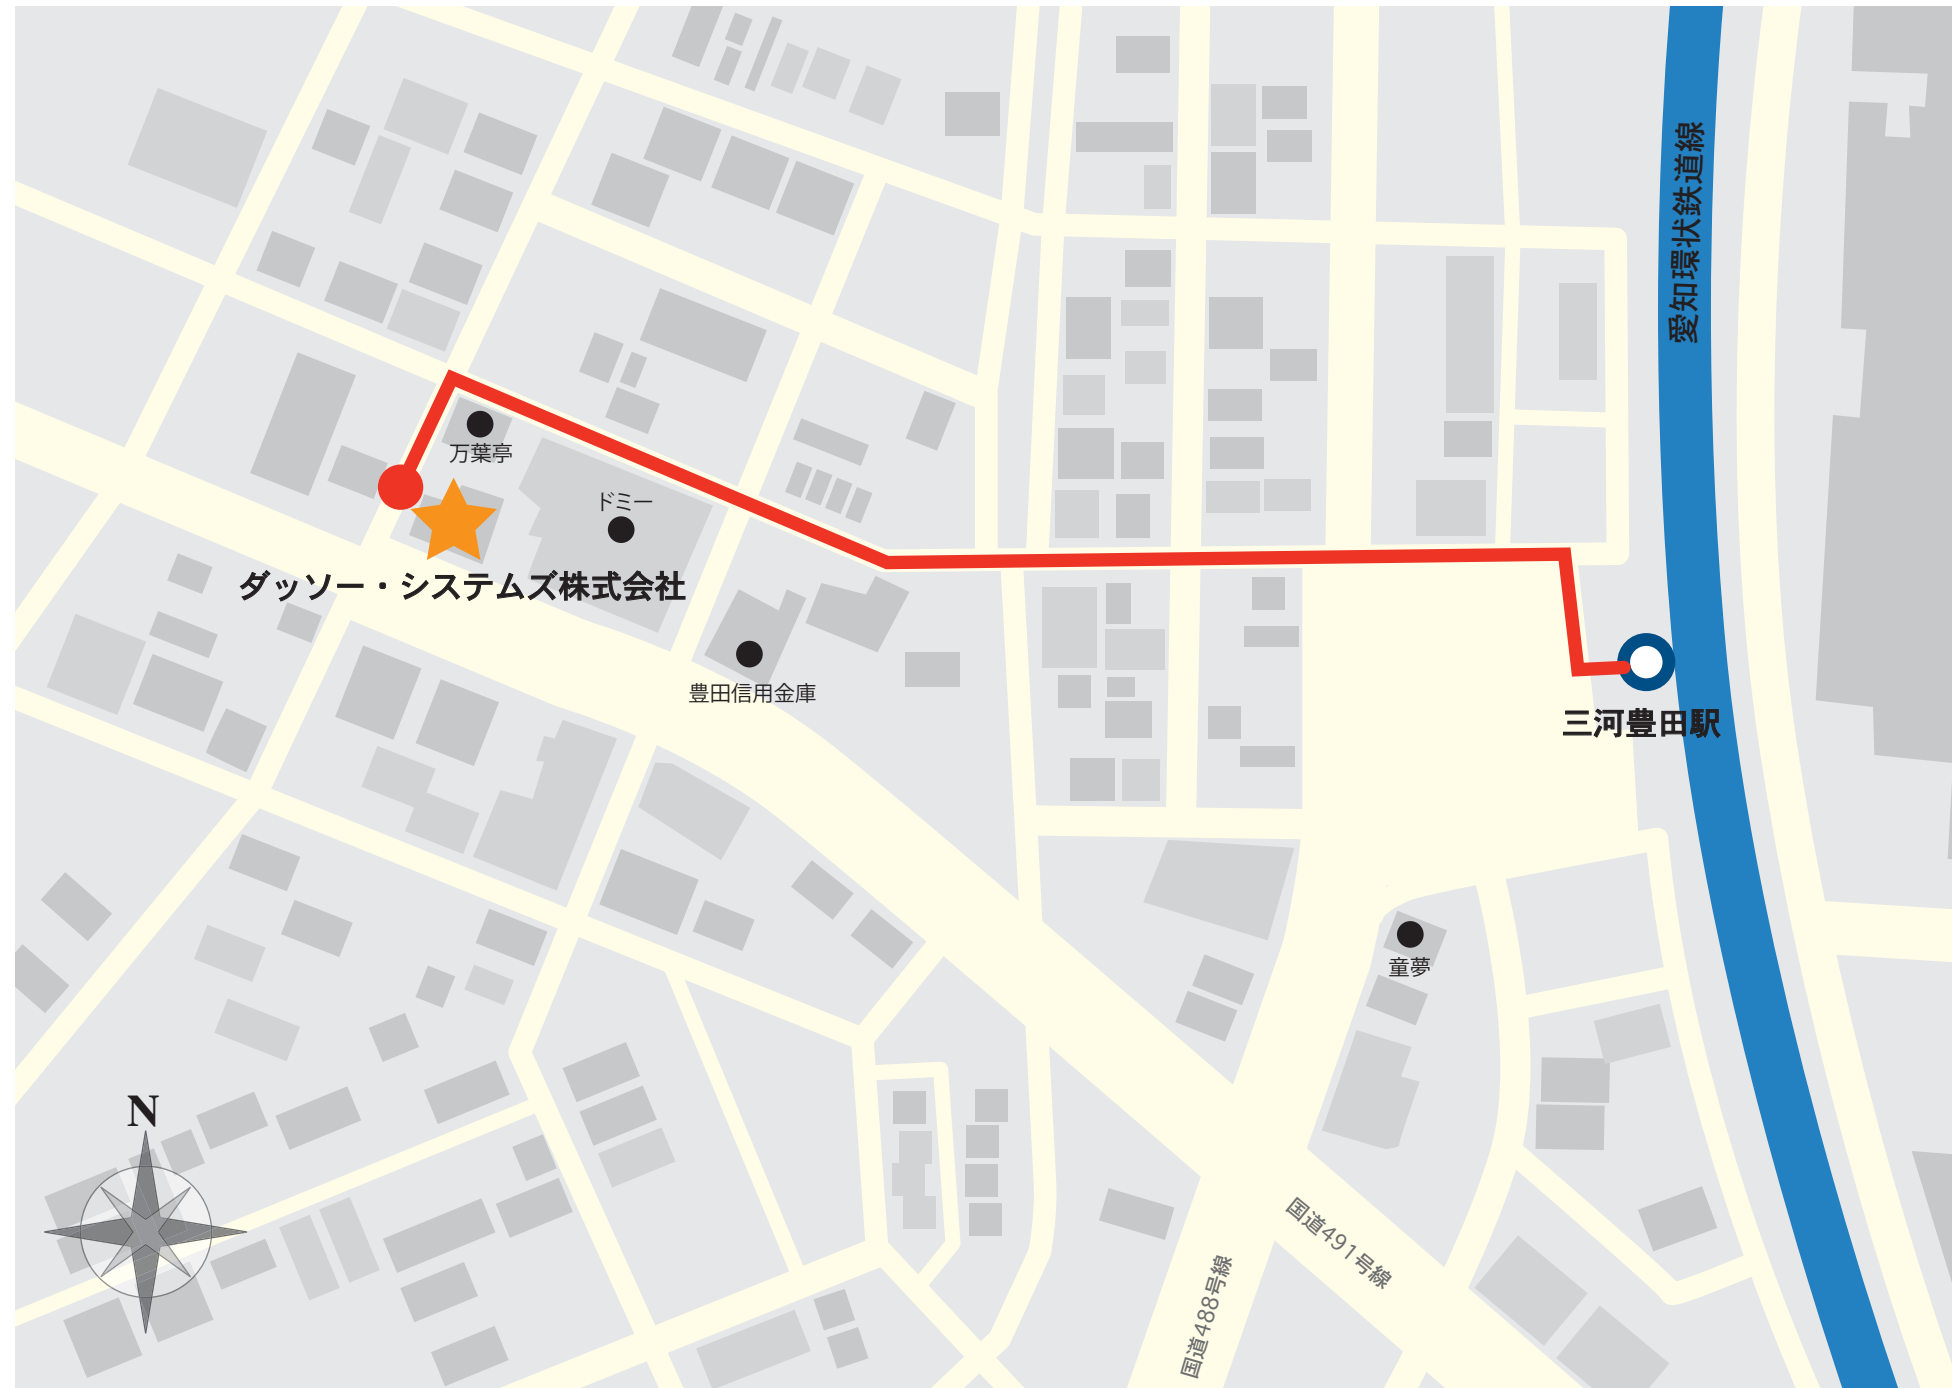 愛知環状鉄道線
万葉亭
ドミー
ダッソー・システムズ株式会社
豊田信用金庫
三河豊田駅
童夢
N
国道491号線
国道488号線